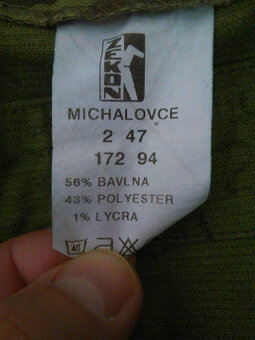 ZEKON
MICHALOVCE
2 47
172 94
56% BAVLNA
43% POLYESTER
1% LYCRA
40